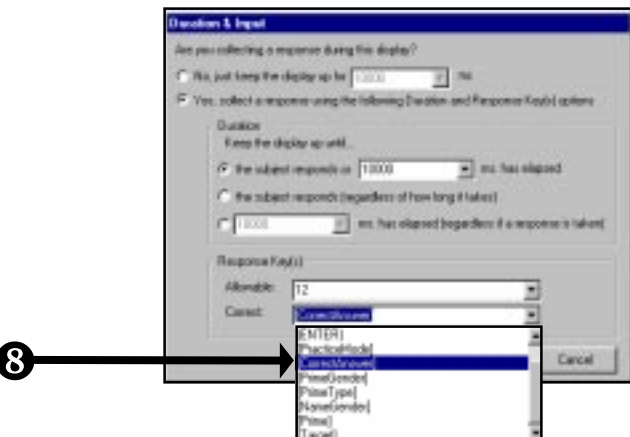 Duration & Input
Are you collecting a response during this display?
No, just keep the display up for 10000 ms
Yes, collect a response using the following Duration and Response Key(s) options
Duration
Keep the display up until...
the subject responds or 10000 ms. has elapsed
the subject responds (regardless of how long it takes)
10000 ms. has elapsed (regardless if a response is taken)
Response Key(s)
Allowable: 12
Correct: [CorrectAnswer]
{ENTER}
[PracticeMode]
8 [CorrectAnswer]
[PrimeGender]
[PrimeType]
[NameGender]
[Prime]
[Target]
Cancel